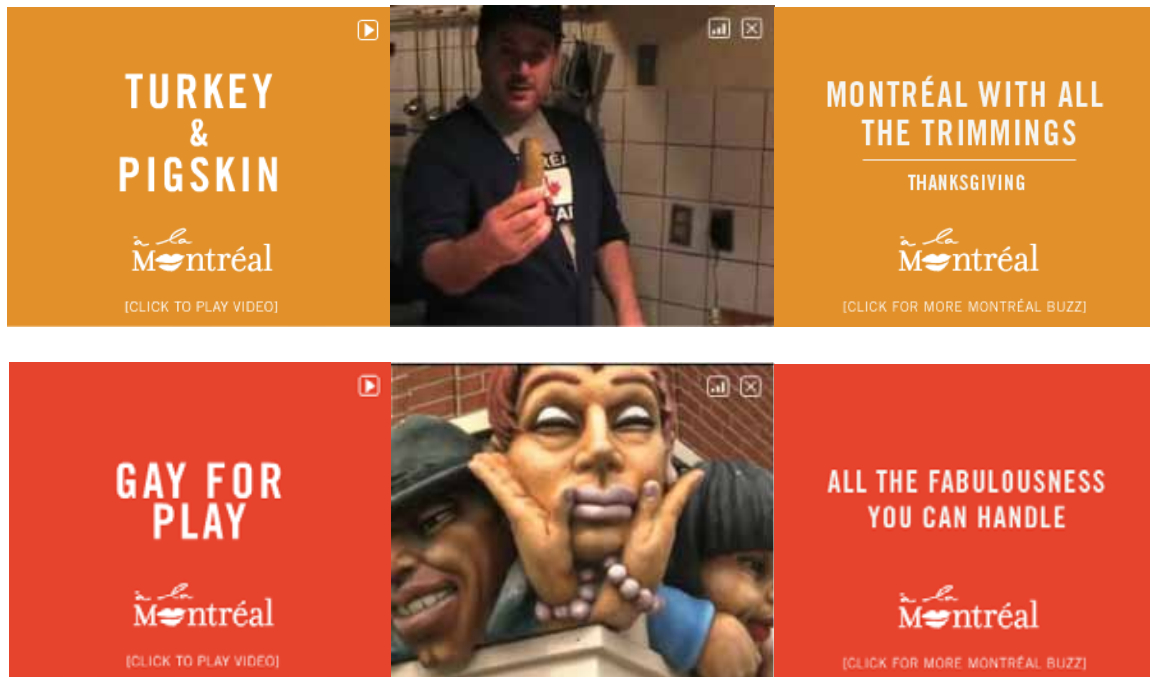 TURKEY
&
PIGSKIN
à la
Montréal
[CLICK TO PLAY VIDEO]
MONTRÉAL WITH ALL
THE TRIMMINGS
THANKSGIVING
à la
Montréal
[CLICK FOR MORE MONTRÉAL BUZZ]
GAY FOR
PLAY
à la
Montréal
[CLICK TO PLAY VIDEO]
ALL THE FABULOUSNESS
YOU CAN HANDLE
à la
Montréal
[CLICK FOR MORE MONTRÉAL BUZZ]